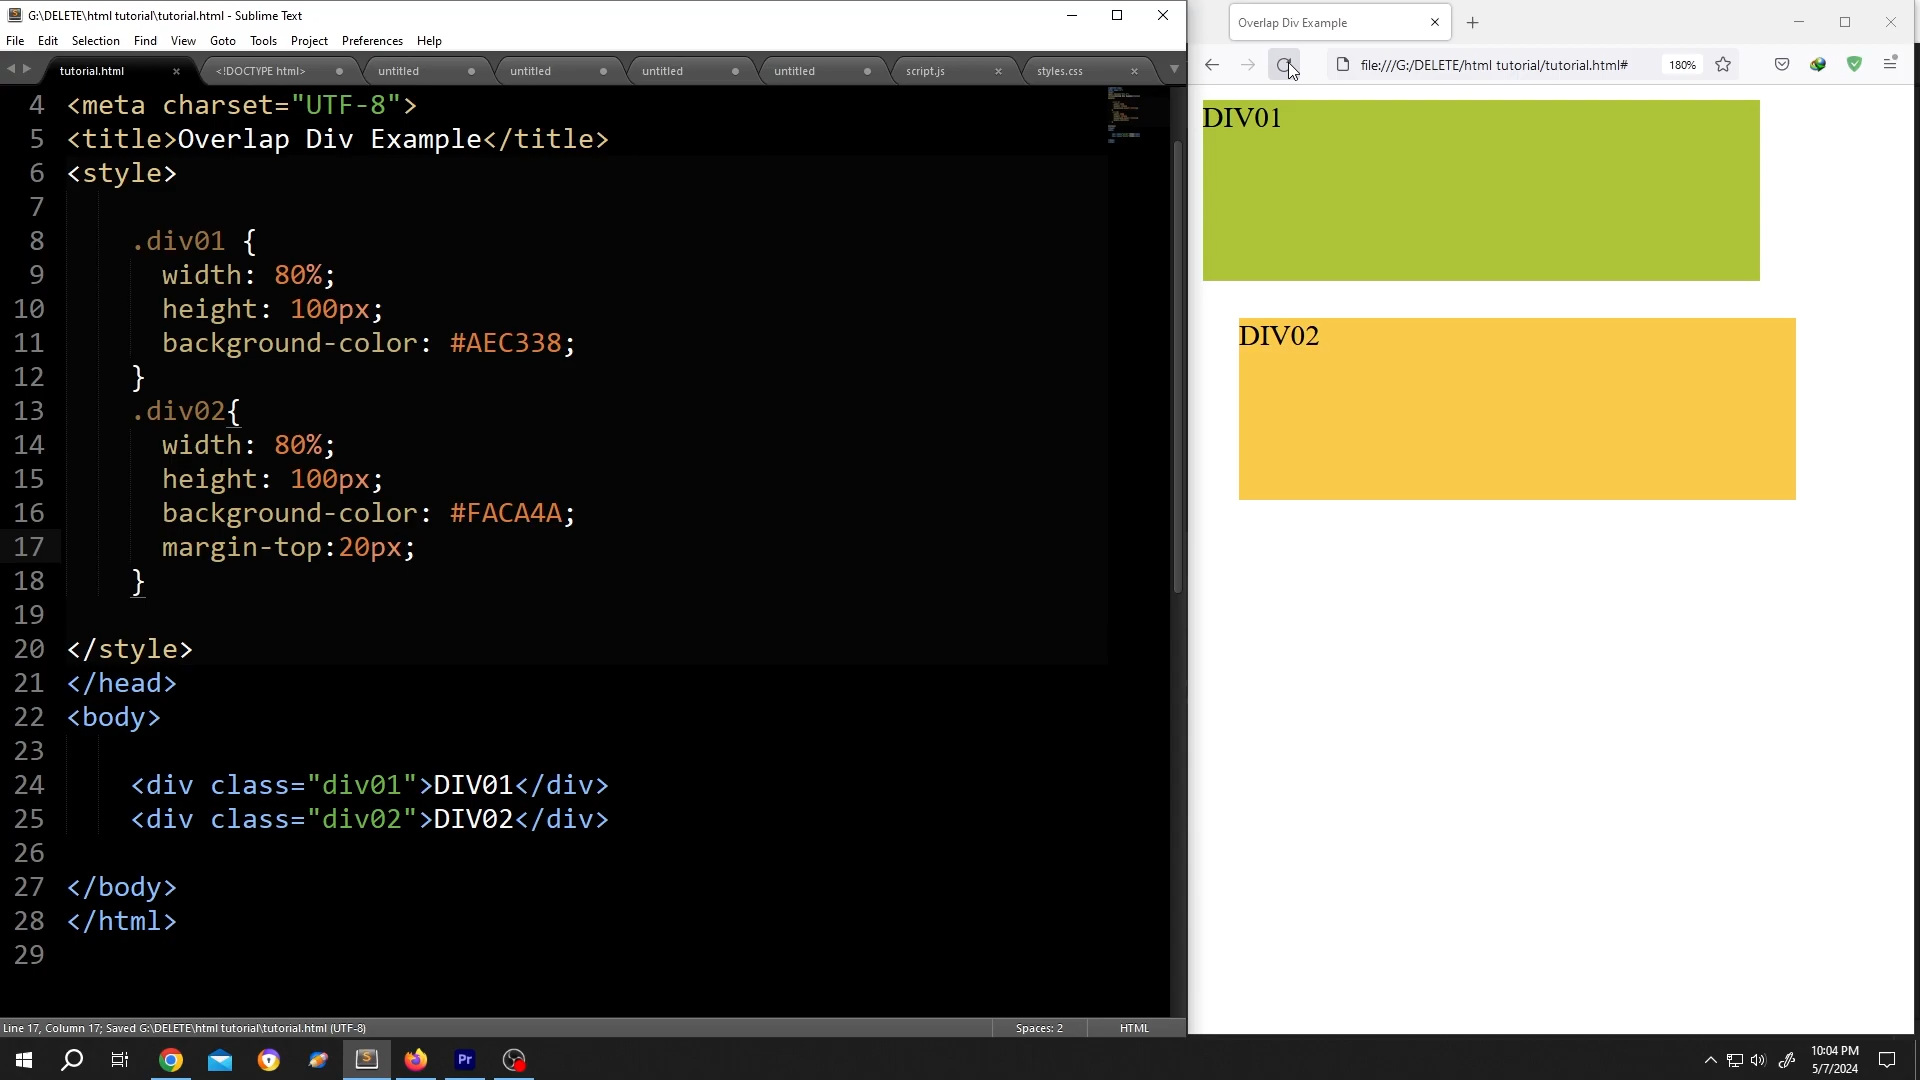 G:\DELETE\html tutorial\tutorial.html - Sublime Text
File Edit Selection Find View Goto Tools Project Preferences Help
tutorial.html
<!DOCTYPE html>
untitled
untitled
untitled
untitled
script.js
styles.css
4 <meta charset="UTF-8">
5 <title>Overlap Div Example</title>
6 <style>
7
8 .div01 {
9 width: 80%;
10 height: 100px;
11 background-color: #AEC338;
12 }
13 .div02{
14 width: 80%;
15 height: 100px;
16 background-color: #FACA4A;
17 margin-top:20px;
18 }
19
20 </style>
21 </head>
22 <body>
23
24 <div class="div01">DIV01</div>
25 <div class="div02">DIV02</div>
26
27 </body>
28 </html>
29
Line 17, Column 17; Saved G:\DELETE\html tutorial\tutorial.html (UTF-8)
Spaces: 2
HTML
Overlap Div Example
file:///G:/DELETE/html tutorial/tutorial.html#
180%
DIV01
DIV02
S
Pr
10:04 PM
5/7/2024